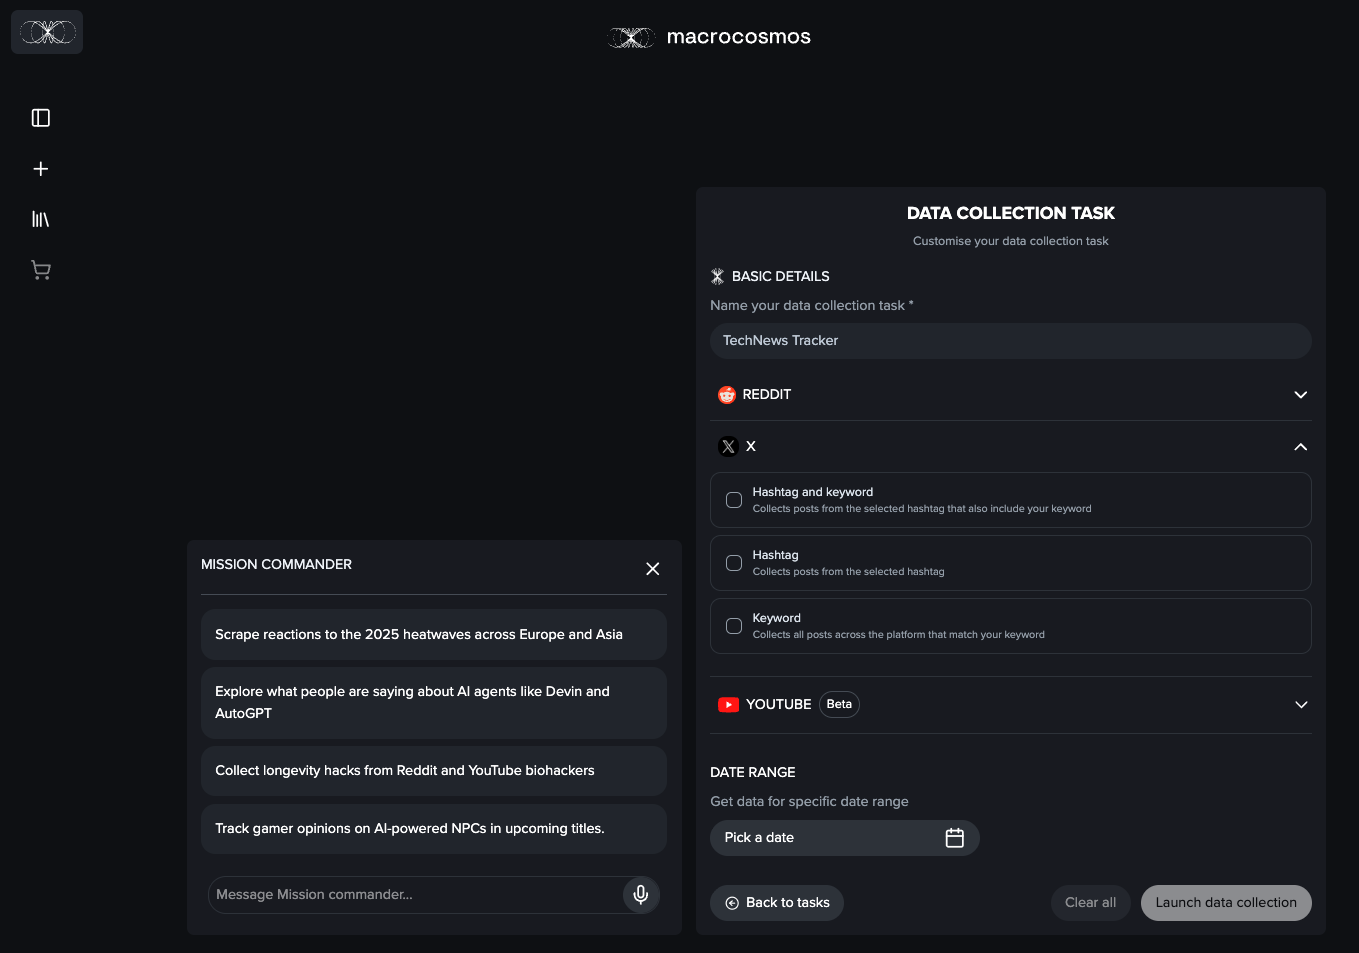 macrocosmos
DATA COLLECTION TASK
Customise your data collection task
BASIC DETAILS
Name your data collection task *
TechNews Tracker
REDDIT
X
Hashtag and keyword
Collects posts from the selected hashtag that also include your keyword
Hashtag
Collects posts from the selected hashtag
Keyword
Collects all posts across the platform that match your keyword
YOUTUBE Beta
DATE RANGE
Get data for specific date range
Pick a date
Back to tasks
Clear all
Launch data collection
MISSION COMMANDER
Scrape reactions to the 2025 heatwaves across Europe and Asia
Explore what people are saying about AI agents like Devin and
AutoGPT
Collect longevity hacks from Reddit and YouTube biohackers
Track gamer opinions on AI-powered NPCs in upcoming titles.
Message Mission commander...